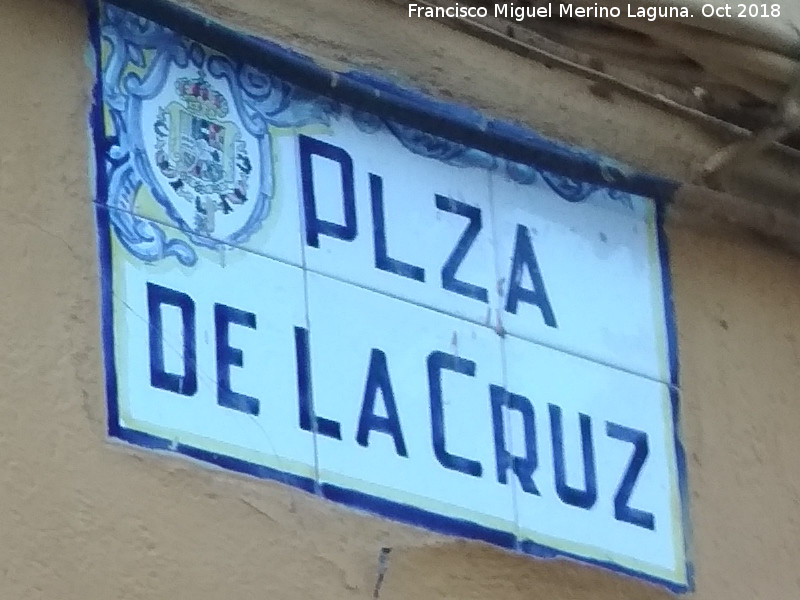 Francisco Miguel Merino Laguna. Oct 2018
PLZA
DE LA CRUZ